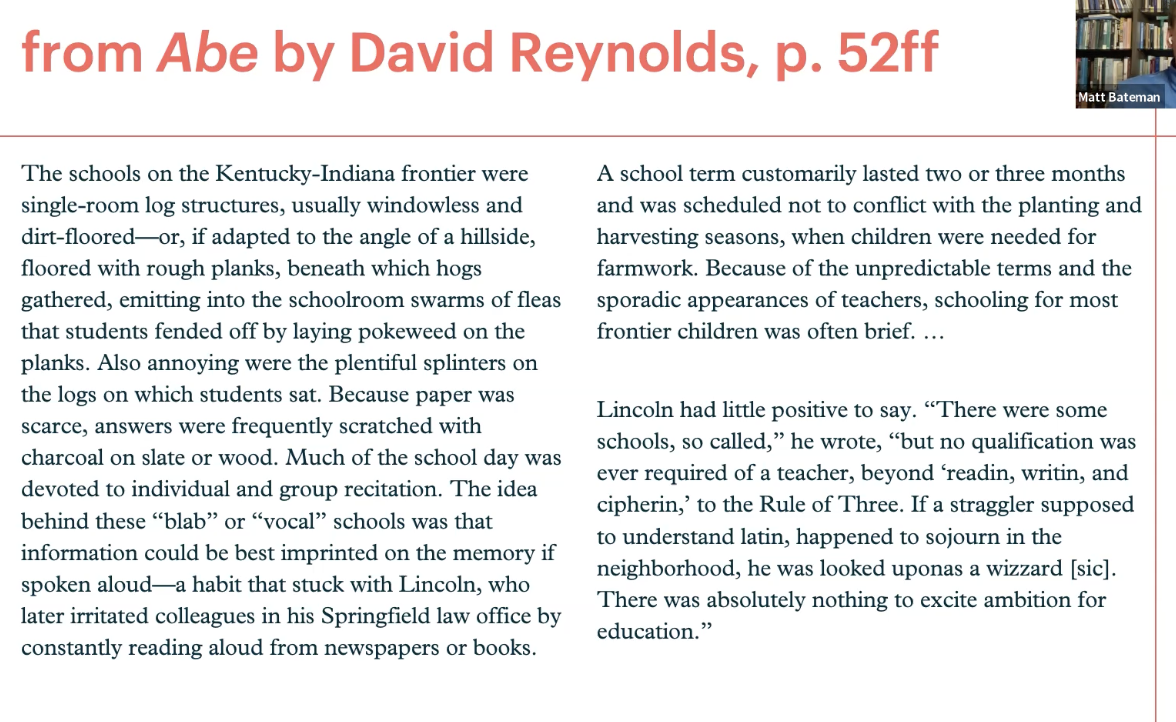 from Abe by David Reynolds, p. 52ff
Matt Bateman
The schools on the Kentucky-Indiana frontier were
single-room log structures, usually windowless and
dirt-floored—or, if adapted to the angle of a hillside,
floored with rough planks, beneath which hogs
gathered, emitting into the schoolroom swarms of fleas
that students fended off by laying pokeweed on the
planks. Also annoying were the plentiful splinters on
the logs on which students sat. Because paper was
scarce, answers were frequently scratched with
charcoal on slate or wood. Much of the school day was
devoted to individual and group recitation. The idea
behind these “blab” or “vocal” schools was that
information could be best imprinted on the memory if
spoken aloud—a habit that stuck with Lincoln, who
later irritated colleagues in his Springfield law office by
constantly reading aloud from newspapers or books.
A school term customarily lasted two or three months
and was scheduled not to conflict with the planting and
harvesting seasons, when children were needed for
farmwork. Because of the unpredictable terms and the
sporadic appearances of teachers, schooling for most
frontier children was often brief. …
Lincoln had little positive to say. “There were some
schools, so called,” he wrote, “but no qualification was
ever required of a teacher, beyond ‘readin, writin, and
cipherin,’ to the Rule of Three. If a straggler supposed
to understand latin, happened to sojourn in the
neighborhood, he was looked uponas a wizzard [sic].
There was absolutely nothing to excite ambition for
education.”